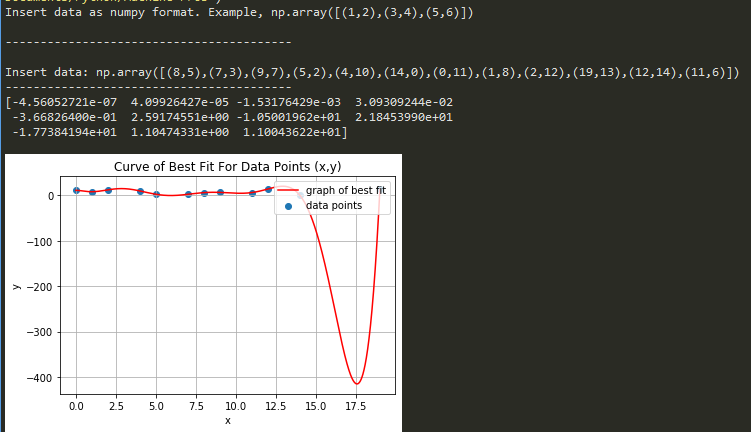 Insert data as numpy format. Example, np.array([(1,2),(3,4),(5,6)])
----------------------------------------
Insert data: np.array([(8,5),(7,3),(9,7),(5,2),(4,10),(14,0),(0,11),(1,8),(2,12),(19,13),(12,14),(11,6)])
----------------------------------------
[-4.56052721e-07  4.09926427e-05 -1.53176429e-03  3.09309244e-02
 -3.66826400e-01  2.59174551e+00 -1.05001962e+01  2.18453990e+01
 -1.77384194e+01  1.10474331e+00  1.10043622e+01]
Curve of Best Fit For Data Points (x,y)
graph of best fit
data points
0
−100
−200
−300
−400
y
0.0 2.5 5.0 7.5 10.0 12.5 15.0 17.5
x